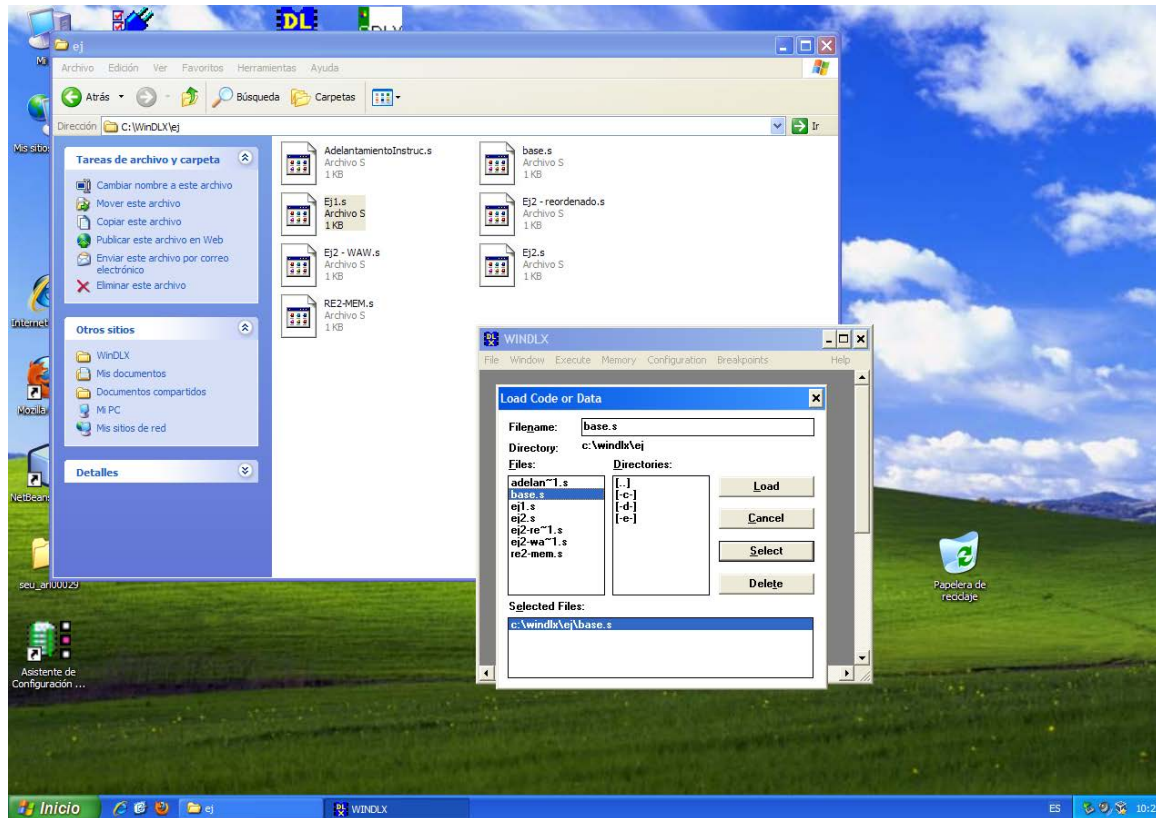 DL
DLX
ej
Archivo Edición Ver Favoritos Herramientas Ayuda
Atrás Búsqueda Carpetas
Dirección C:\WinDLX\ej Ir
Mis sitio
Tareas de archivo y carpeta
Cambiar nombre a este archivo
Mover este archivo
Copiar este archivo
Publicar este archivo en Web
Enviar este archivo por correo
electrónico
Eliminar este archivo
Otros sitios
WinDLX
Mis documentos
Documentos compartidos
Mi PC
Mis sitios de red
Detalles
AdelantamientoInstruc.s
Archivo S
1 KB
base.s
Archivo S
1 KB
Ej1.s
Archivo S
1 KB
Ej2 - reordenado.s
Archivo S
1 KB
Ej2 - WAW.s
Archivo S
1 KB
Ej2.s
Archivo S
1 KB
RE2-MEM.s
Archivo S
1 KB
Internet
Mozilla
NetBeans
seu_arl00029
Asistente de
Configuración ...
WINDLX
File Window Execute Memory Configuration Breakpoints Help
Load Code or Data
Filename: base.s
Directory: c:\windlx\ej
Files: Directories:
adelan~1.s
base.s
ej1.s
ej2.s
ej2-re~1.s
ej2-wa~1.s
re2-mem.s
[..]
[-c-]
[-d-]
[-e-]
Load
Cancel
Select
Delete
Selected Files:
c:\windlx\ej\base.s
Papelera de
reciclaje
Inicio ej WINDLX ES 10:2